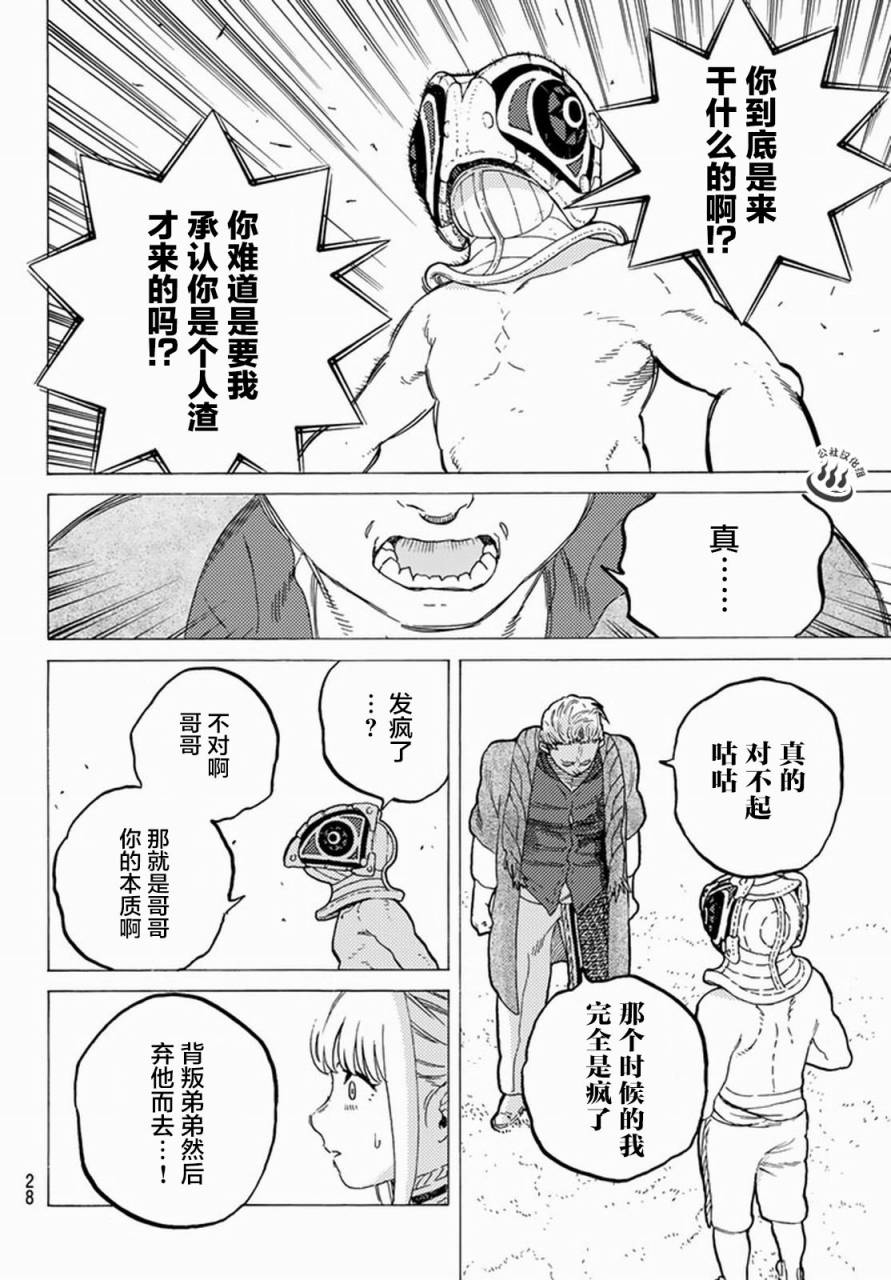 你到底是来
干什么的啊!?
你难道是要我
承认你是个人渣
才来的吗!?
公社汉化组
真……
真的
对不起
咕咕
那个时候的我
完全是疯了
发疯了
…?
不对啊
哥哥
那就是哥哥
你的本质啊
背叛弟弟然后
弃他而去…!
28